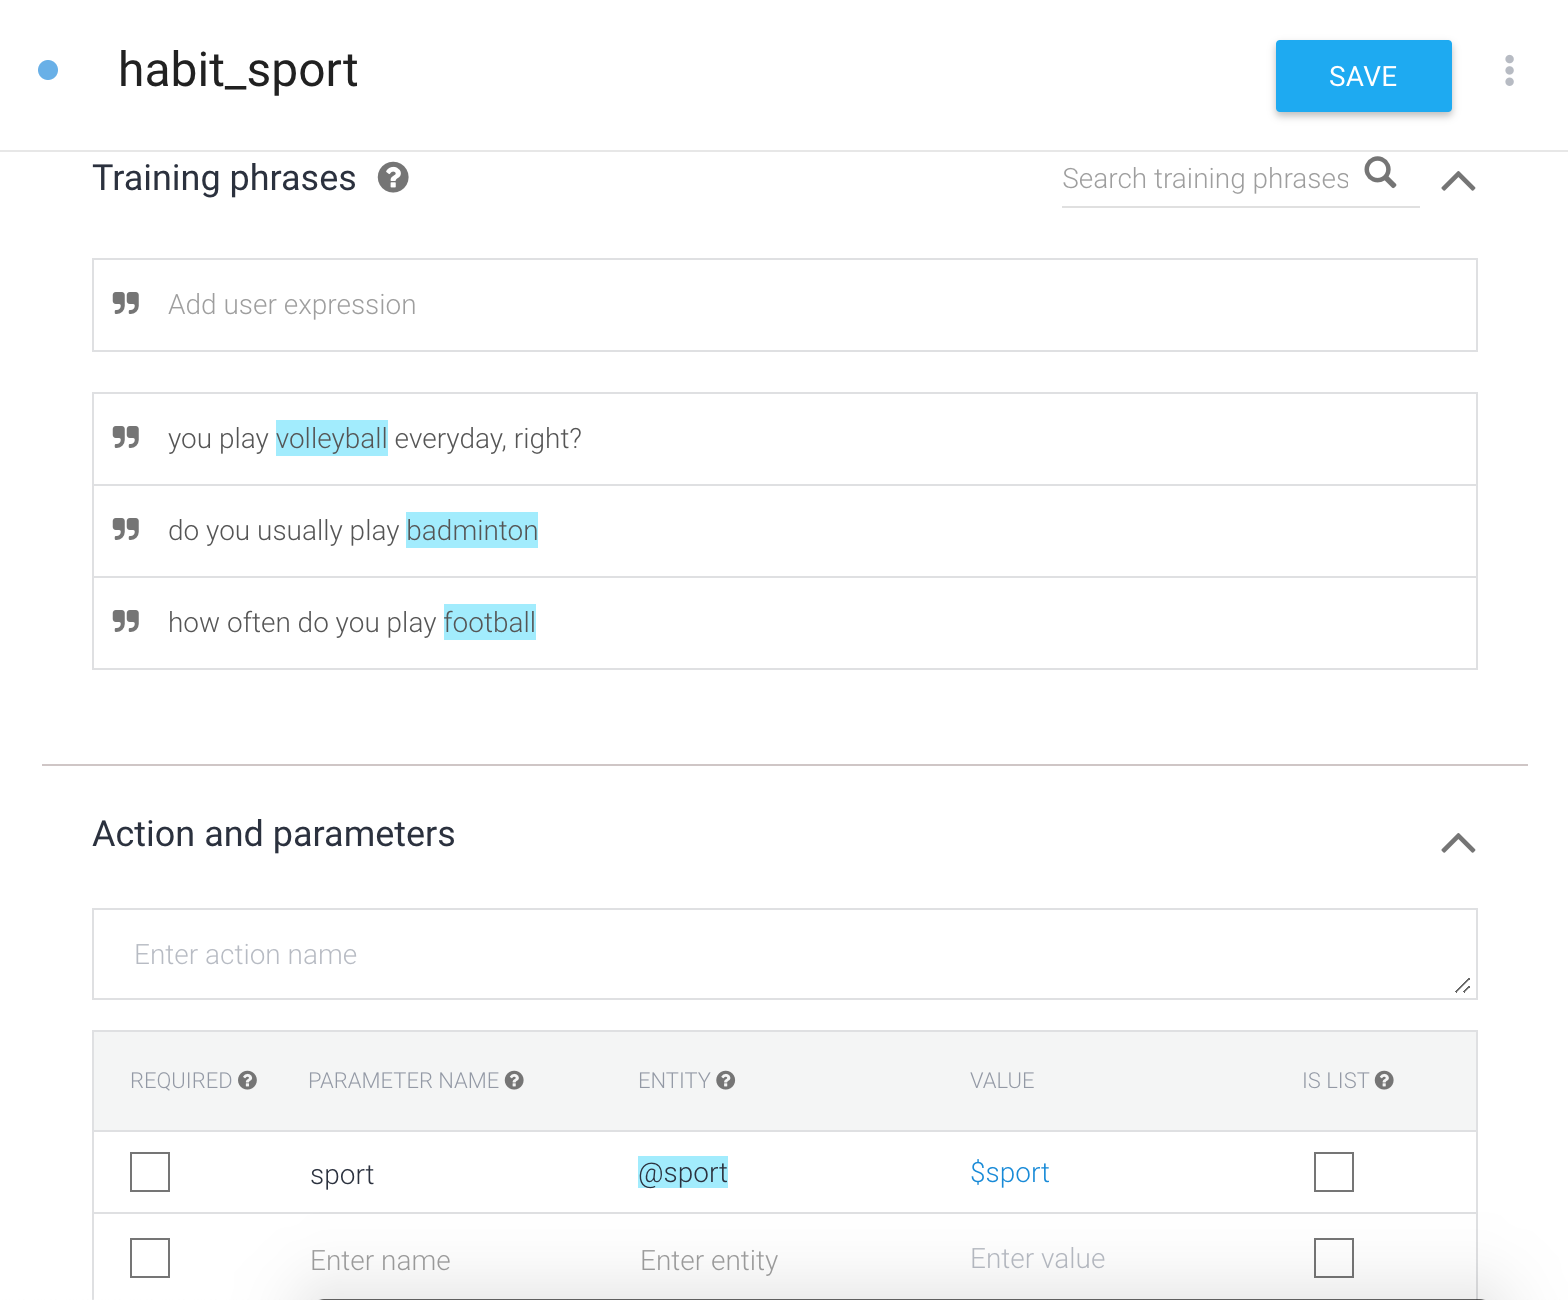 habit_sport
SAVE
Training phrases
Search training phrases
Add user expression
you play volleyball everyday, right?
do you usually play badminton
how often do you play football
Action and parameters
Enter action name
REQUIRED PARAMETER NAME ENTITY VALUE IS LIST
sport @sport $sport
Enter name Enter entity Enter value